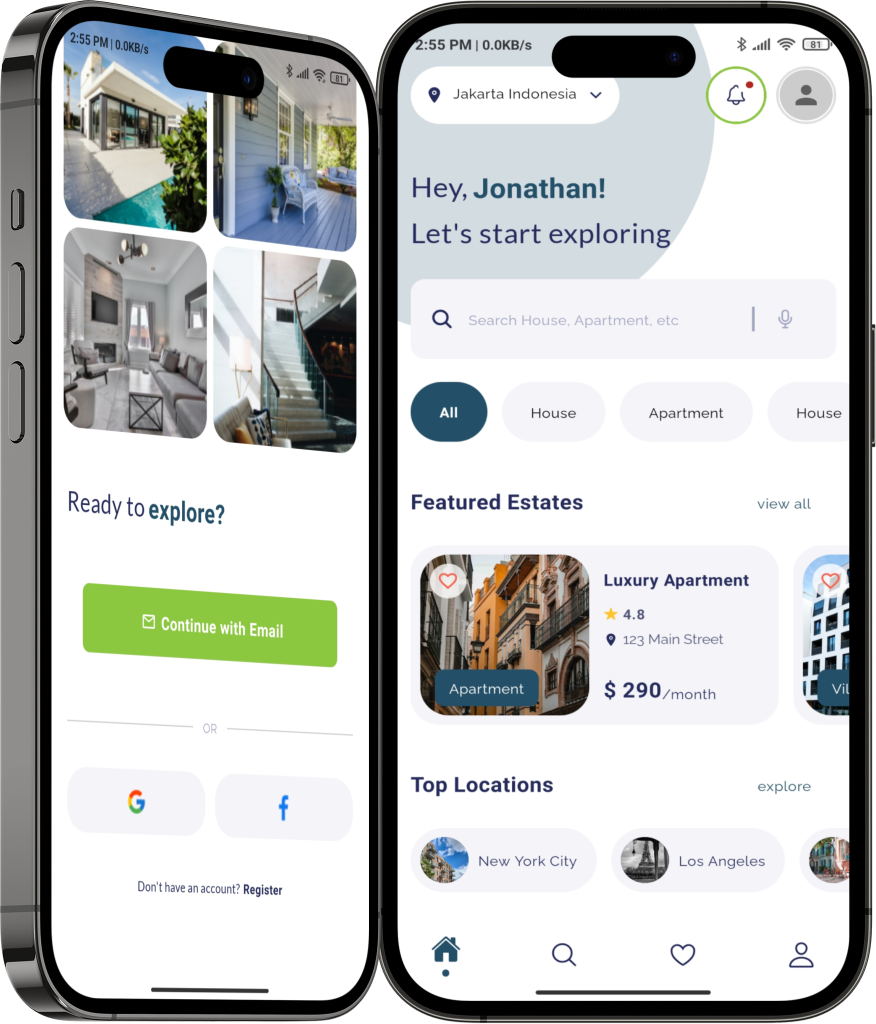 2:55 PM | 0.0KB/s
81
Ready to explore?
Continue with Email
OR
Don't have an account? Register
2:55 PM | 0.0KB/s
81
Jakarta Indonesia
Hey, Jonathan!
Let's start exploring
Search House, Apartment, etc
All
House
Apartment
House
Featured Estates
view all
Luxury Apartment
4.8
123 Main Street
$ 290/month
Apartment
Vil
Top Locations
explore
New York City
Los Angeles